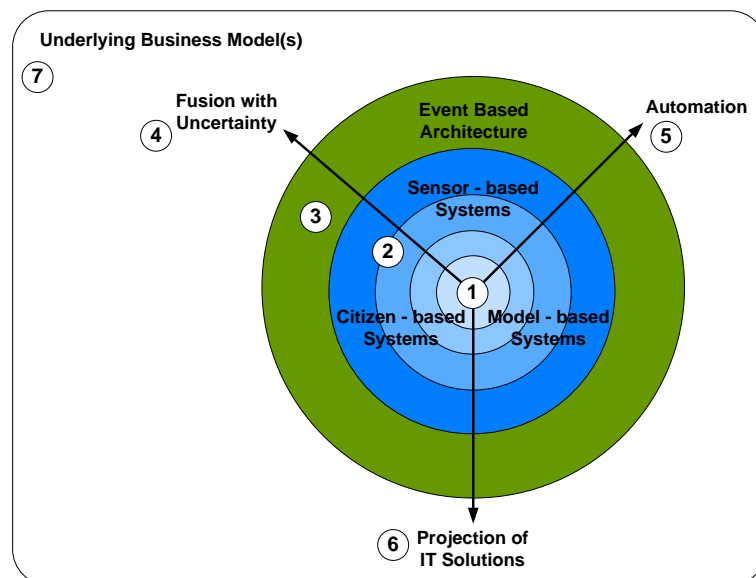 Underlying Business Model(s)
7
Fusion with
Uncertainty
4
Event Based
Architecture
Automation
5
3
Sensor - based
Systems
2
1
Citizen - based
Systems
Model - based
Systems
6
Projection of
IT Solutions